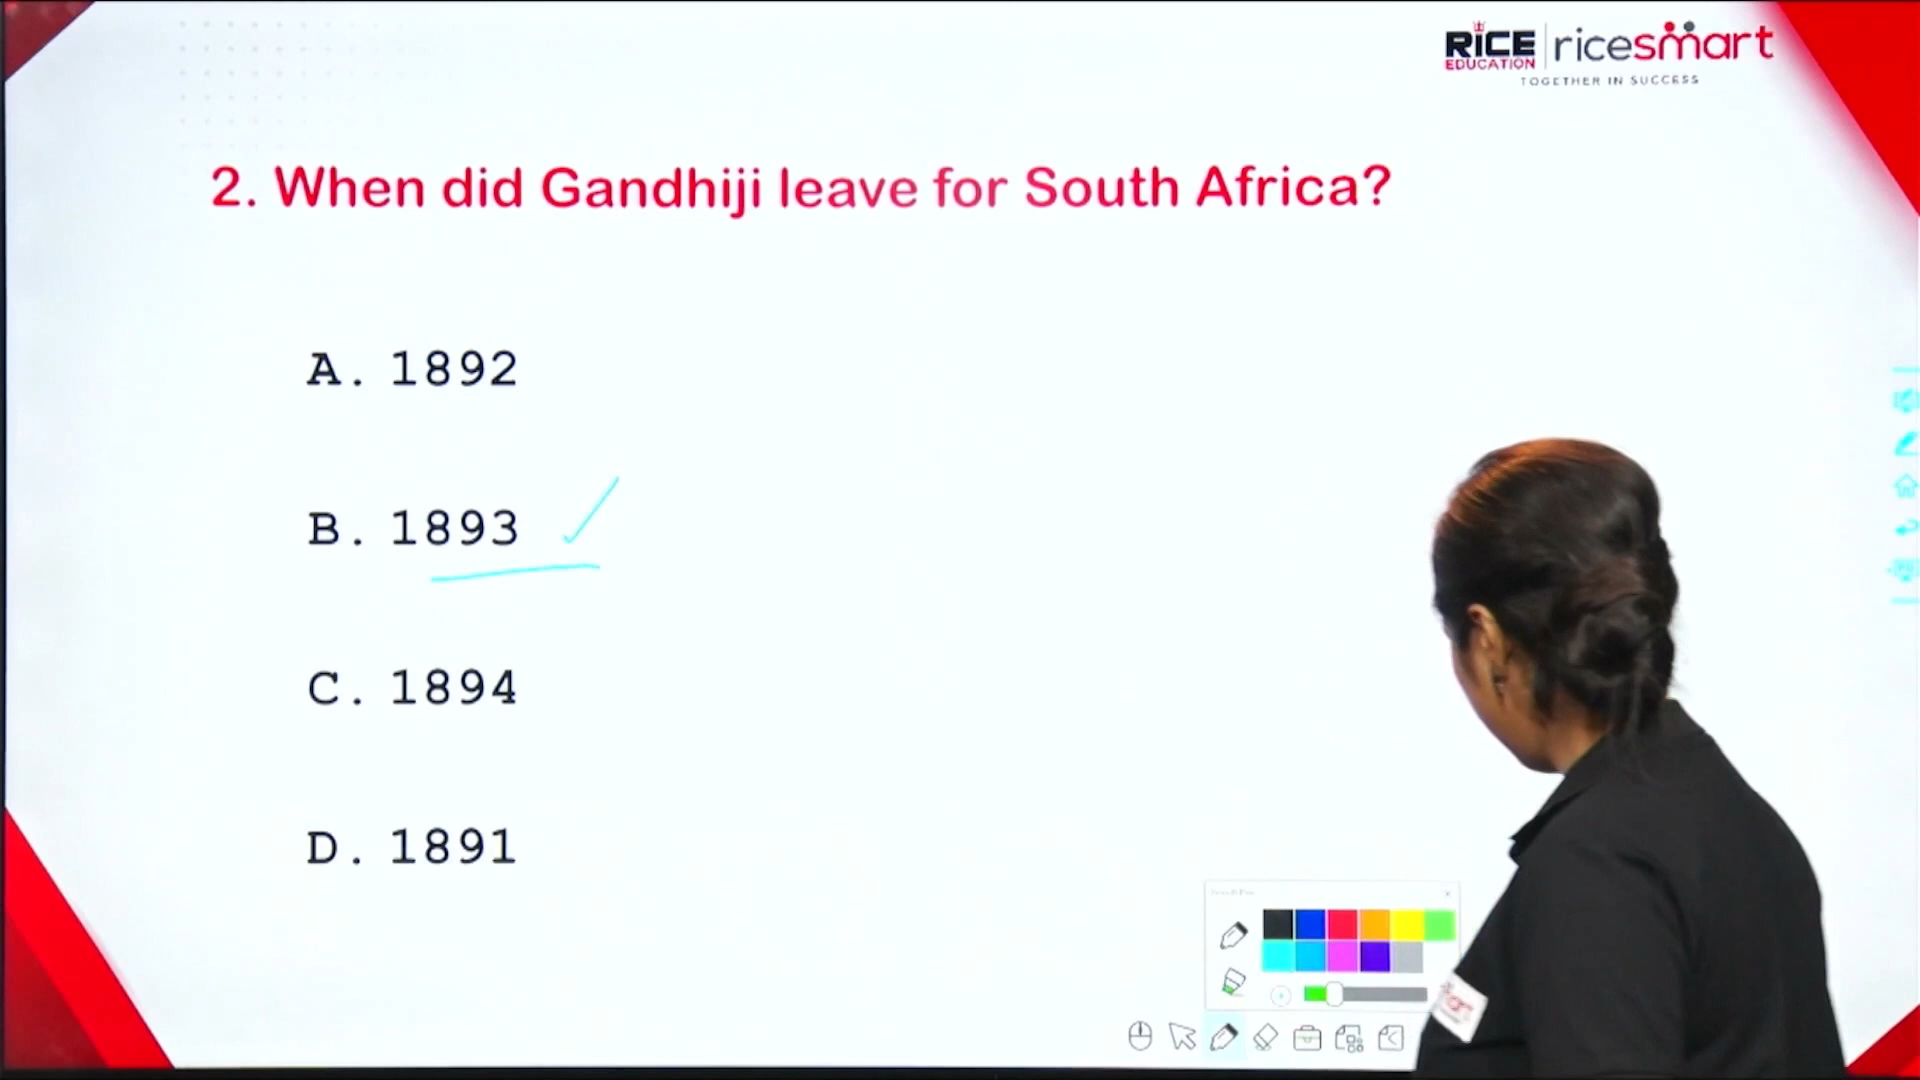 RICE EDUCATION ricesmart
TOGETHER IN SUCCESS
2. When did Gandhiji leave for South Africa?
A. 1892
B. 1893
C. 1894
D. 1891